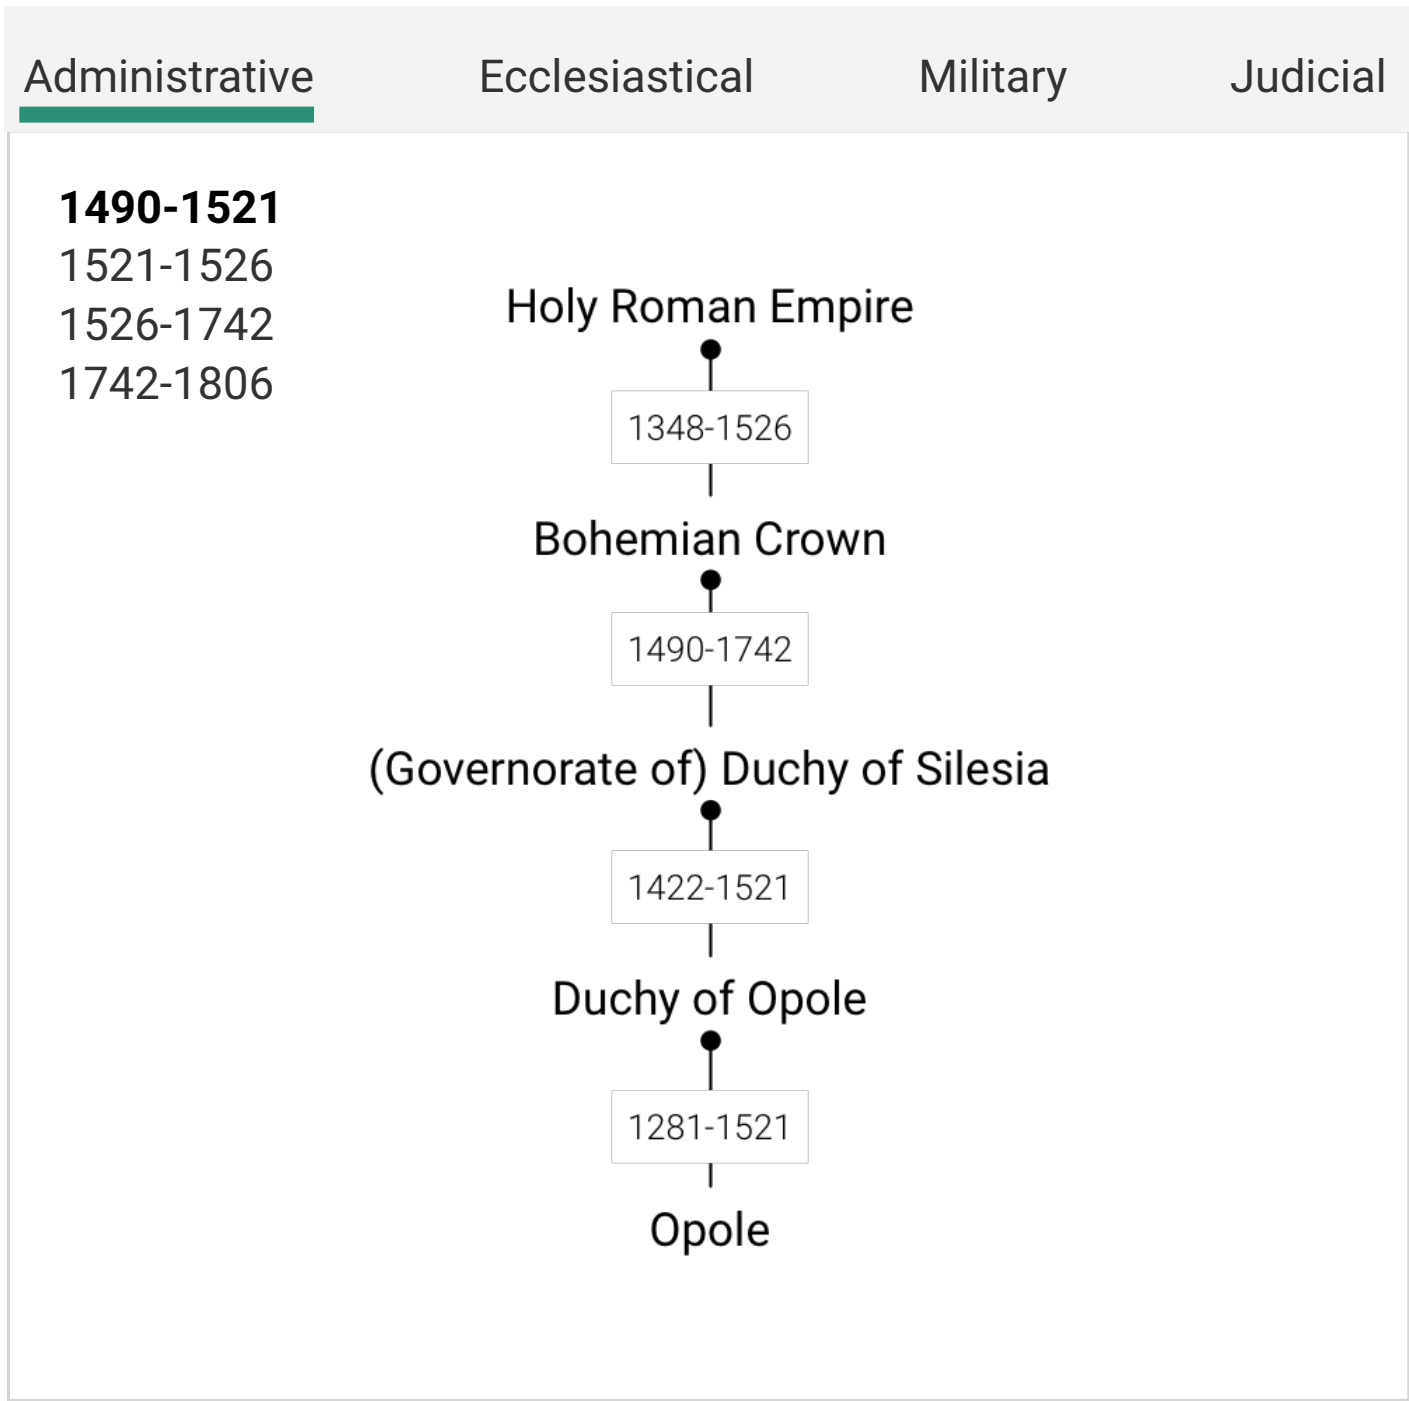 Administrative Ecclesiastical Military Judicial
1490-1521
1521-1526
1526-1742
1742-1806
Holy Roman Empire
1348-1526
Bohemian Crown
1490-1742
(Governorate of) Duchy of Silesia
1422-1521
Duchy of Opole
1281-1521
Opole